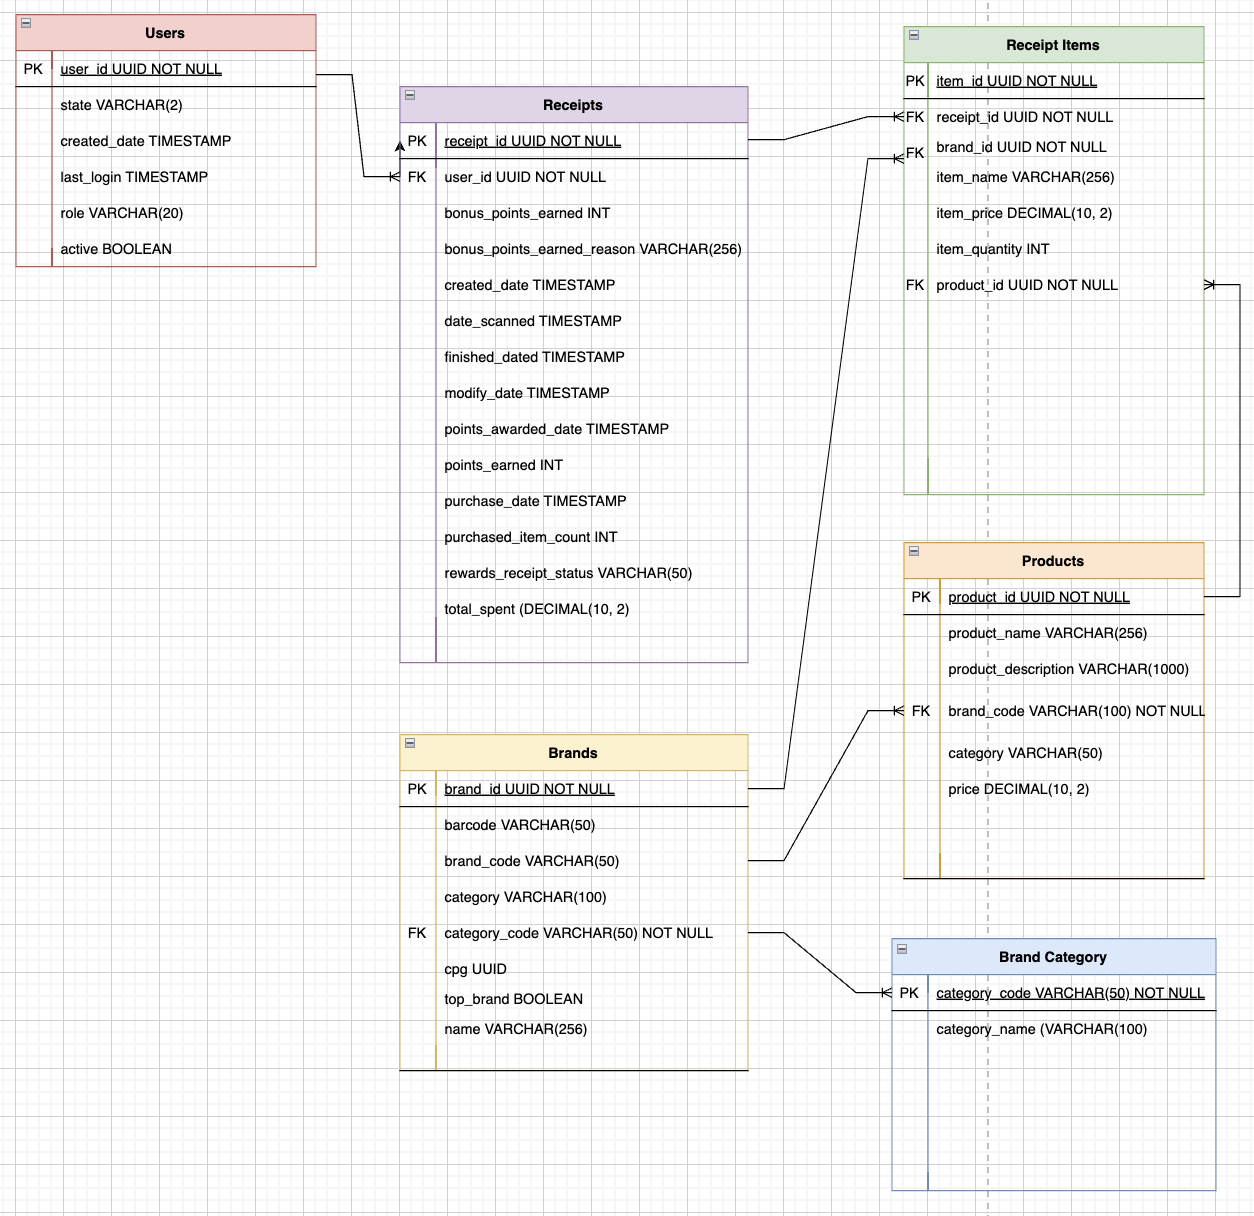 Users
PK user_id UUID NOT NULL
state VARCHAR(2)
created_date TIMESTAMP
last_login TIMESTAMP
role VARCHAR(20)
active BOOLEAN
Receipts
PK receipt_id UUID NOT NULL
FK user_id UUID NOT NULL
bonus_points_earned INT
bonus_points_earned_reason VARCHAR(256)
created_date TIMESTAMP
date_scanned TIMESTAMP
finished_dated TIMESTAMP
modify_date TIMESTAMP
points_awarded_date TIMESTAMP
points_earned INT
purchase_date TIMESTAMP
purchased_item_count INT
rewards_receipt_status VARCHAR(50)
total_spent (DECIMAL(10, 2)
Receipt Items
PK item_id UUID NOT NULL
FK receipt_id UUID NOT NULL
FK brand_id UUID NOT NULL
item_name VARCHAR(256)
item_price DECIMAL(10, 2)
item_quantity INT
FK product_id UUID NOT NULL
Products
PK product_id UUID NOT NULL
product_name VARCHAR(256)
product_description VARCHAR(1000)
FK brand_code VARCHAR(100) NOT NULL
category VARCHAR(50)
price DECIMAL(10, 2)
Brands
PK brand_id UUID NOT NULL
barcode VARCHAR(50)
brand_code VARCHAR(50)
category VARCHAR(100)
FK category_code VARCHAR(50) NOT NULL
cpg UUID
top_brand BOOLEAN
name VARCHAR(256)
Brand Category
PK category_code VARCHAR(50) NOT NULL
category_name (VARCHAR(100)